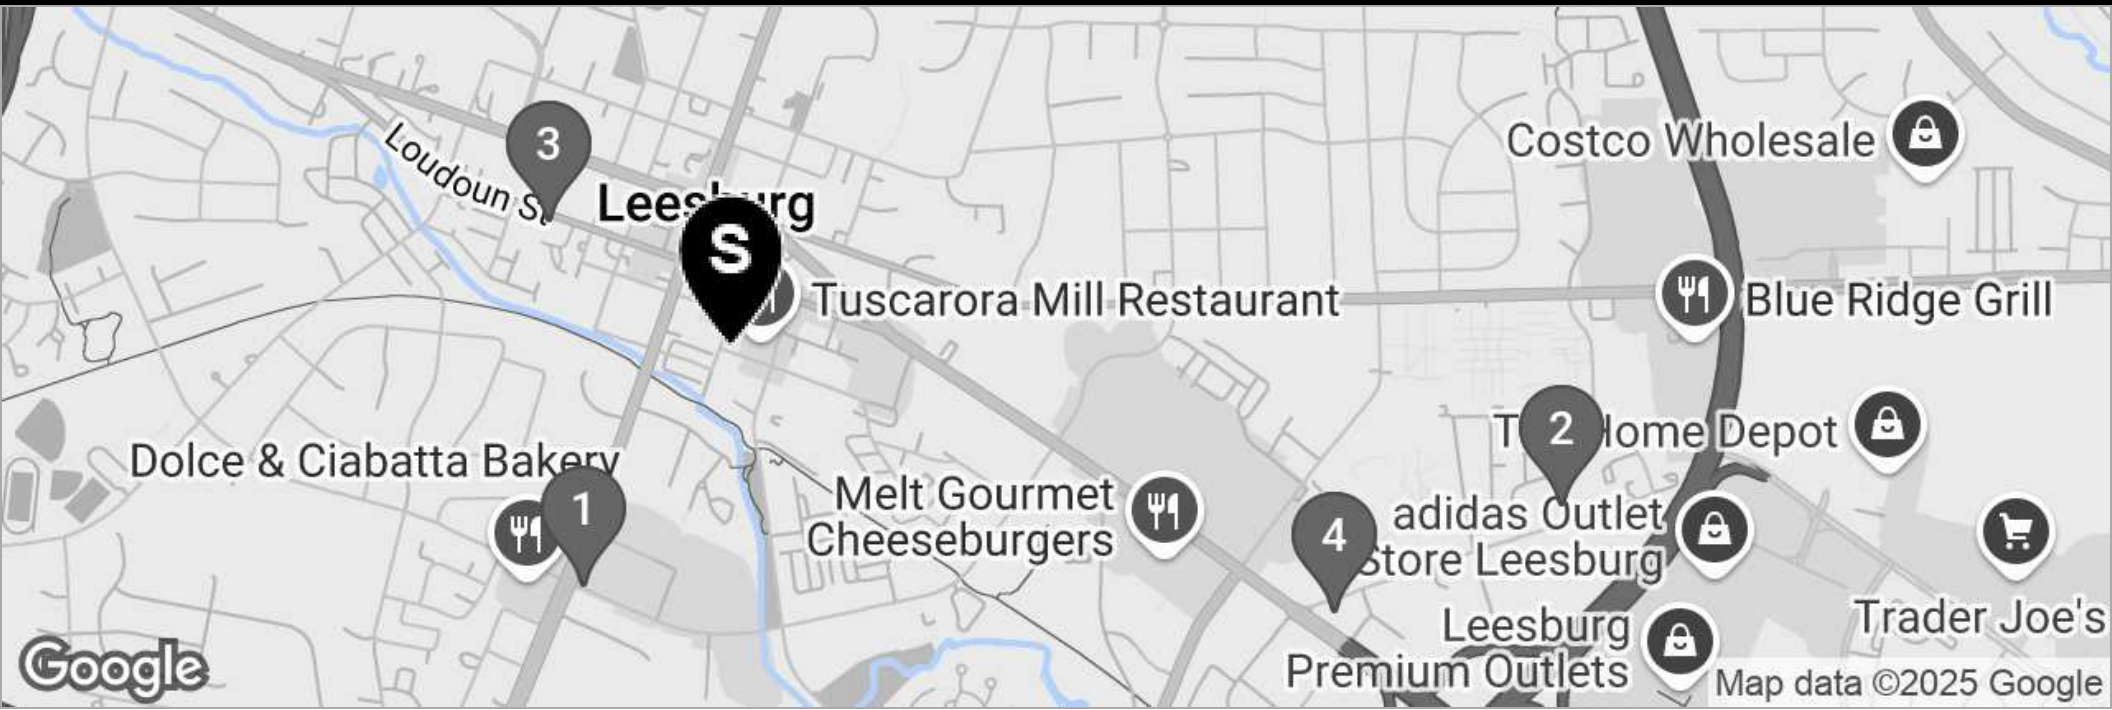 3
Loudoun St
Leesburg
S
Costco Wholesale
Tuscarora Mill Restaurant
Blue Ridge Grill
2
Home Depot
Dolce & Ciabatta Bakery
1
Melt Gourmet
Cheeseburgers
4
adidas Outlet
Store Leesburg
Leesburg
Premium Outlets
Trader Joe's
Google
Map data ©2025 Google